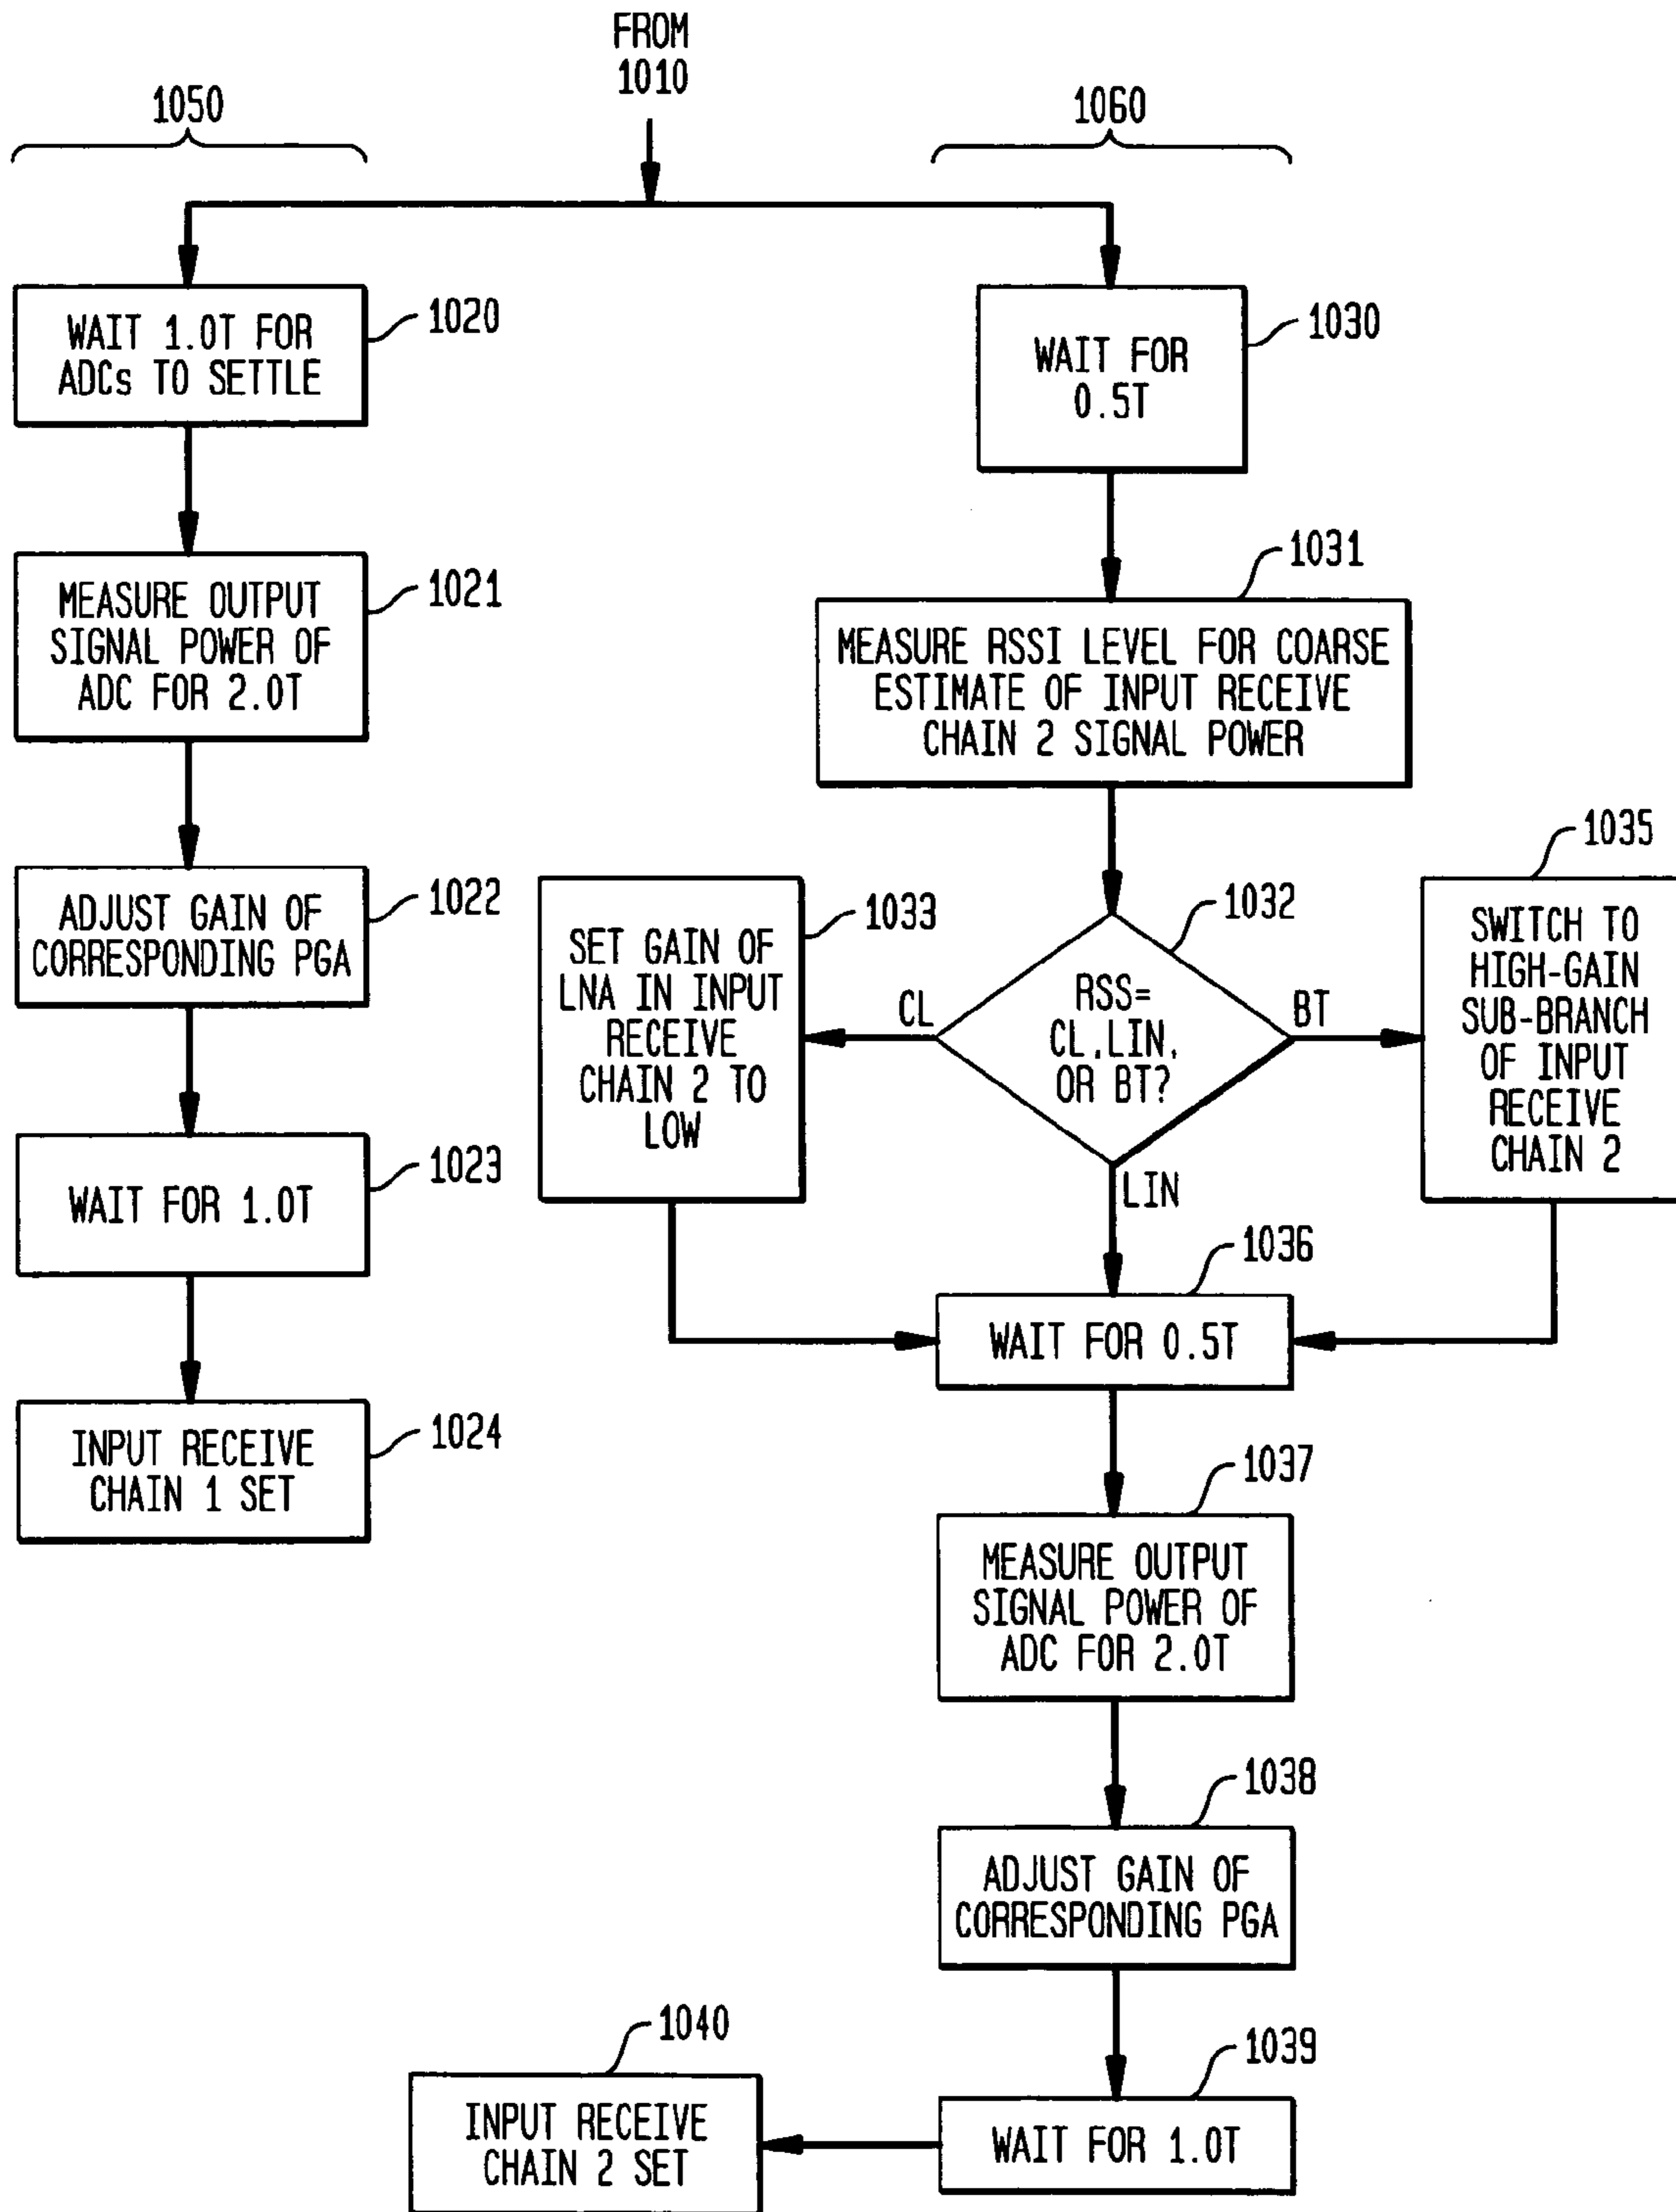 FROM
1010
1050
1060
WAIT 1.0T FOR
ADCs TO SETTLE
1020
MEASURE OUTPUT
SIGNAL POWER OF
ADC FOR 2.0T
1021
ADJUST GAIN OF
CORRESPONDING PGA
1022
WAIT FOR 1.0T
1023
INPUT RECEIVE
CHAIN 1 SET
1024
WAIT FOR
0.5T
1030
MEASURE RSSI LEVEL FOR COARSE
ESTIMATE OF INPUT RECEIVE
CHAIN 2 SIGNAL POWER
1031
RSS=
CL,LIN,
OR BT?
1032
CL
BT
LIN
SET GAIN OF
LNA IN INPUT
RECEIVE
CHAIN 2 TO
LOW
1033
SWITCH TO
HIGH-GAIN
SUB-BRANCH
OF INPUT
RECEIVE
CHAIN 2
1035
WAIT FOR 0.5T
1036
MEASURE OUTPUT
SIGNAL POWER OF
ADC FOR 2.0T
1037
ADJUST GAIN OF
CORRESPONDING PGA
1038
WAIT FOR 1.0T
1039
INPUT RECEIVE
CHAIN 2 SET
1040